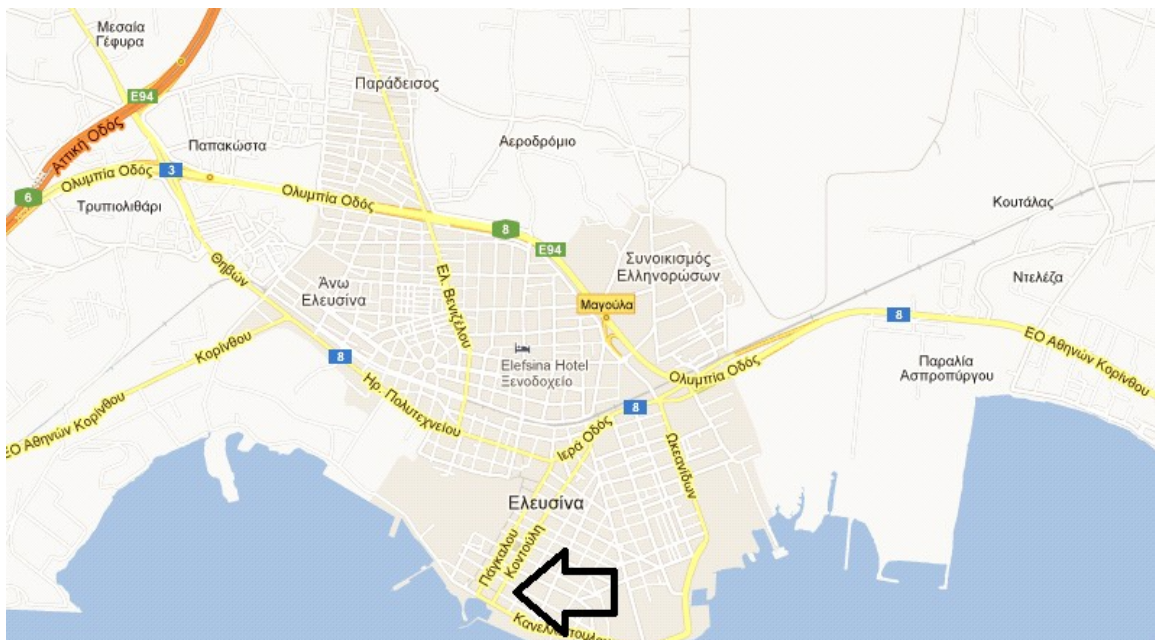 Μεσαία
Γέφυρα
Παράδεισος
E94
Αττική Οδός
Παπακώστα
Αεροδρόμιο
3
Ολυμπία Οδός
6
Τρυπιολιθάρι
Ολυμπία Οδός
8
E94
Κουτάλας
Συνοικισμός
Ελληνορώσων
Ντελέζα
Θηβών
Άνω
Ελευσίνα
Ελ. Βενιζέλου
Μαγούλα
8
ΕΟ Αθηνών Κορίνθου
Κορίνθου
8
Elefsina Hotel
Ξενοδοχείο
Ολυμπία Οδός
Παραλία
Ασπροπύργου
Ηρ. Πολυτεχνείου
8
ΕΟ Αθηνών Κορίνθου
Ιερά Οδός
Ωκεανίδων
Ελευσίνα
Πάγκαλου
Κοντούλη